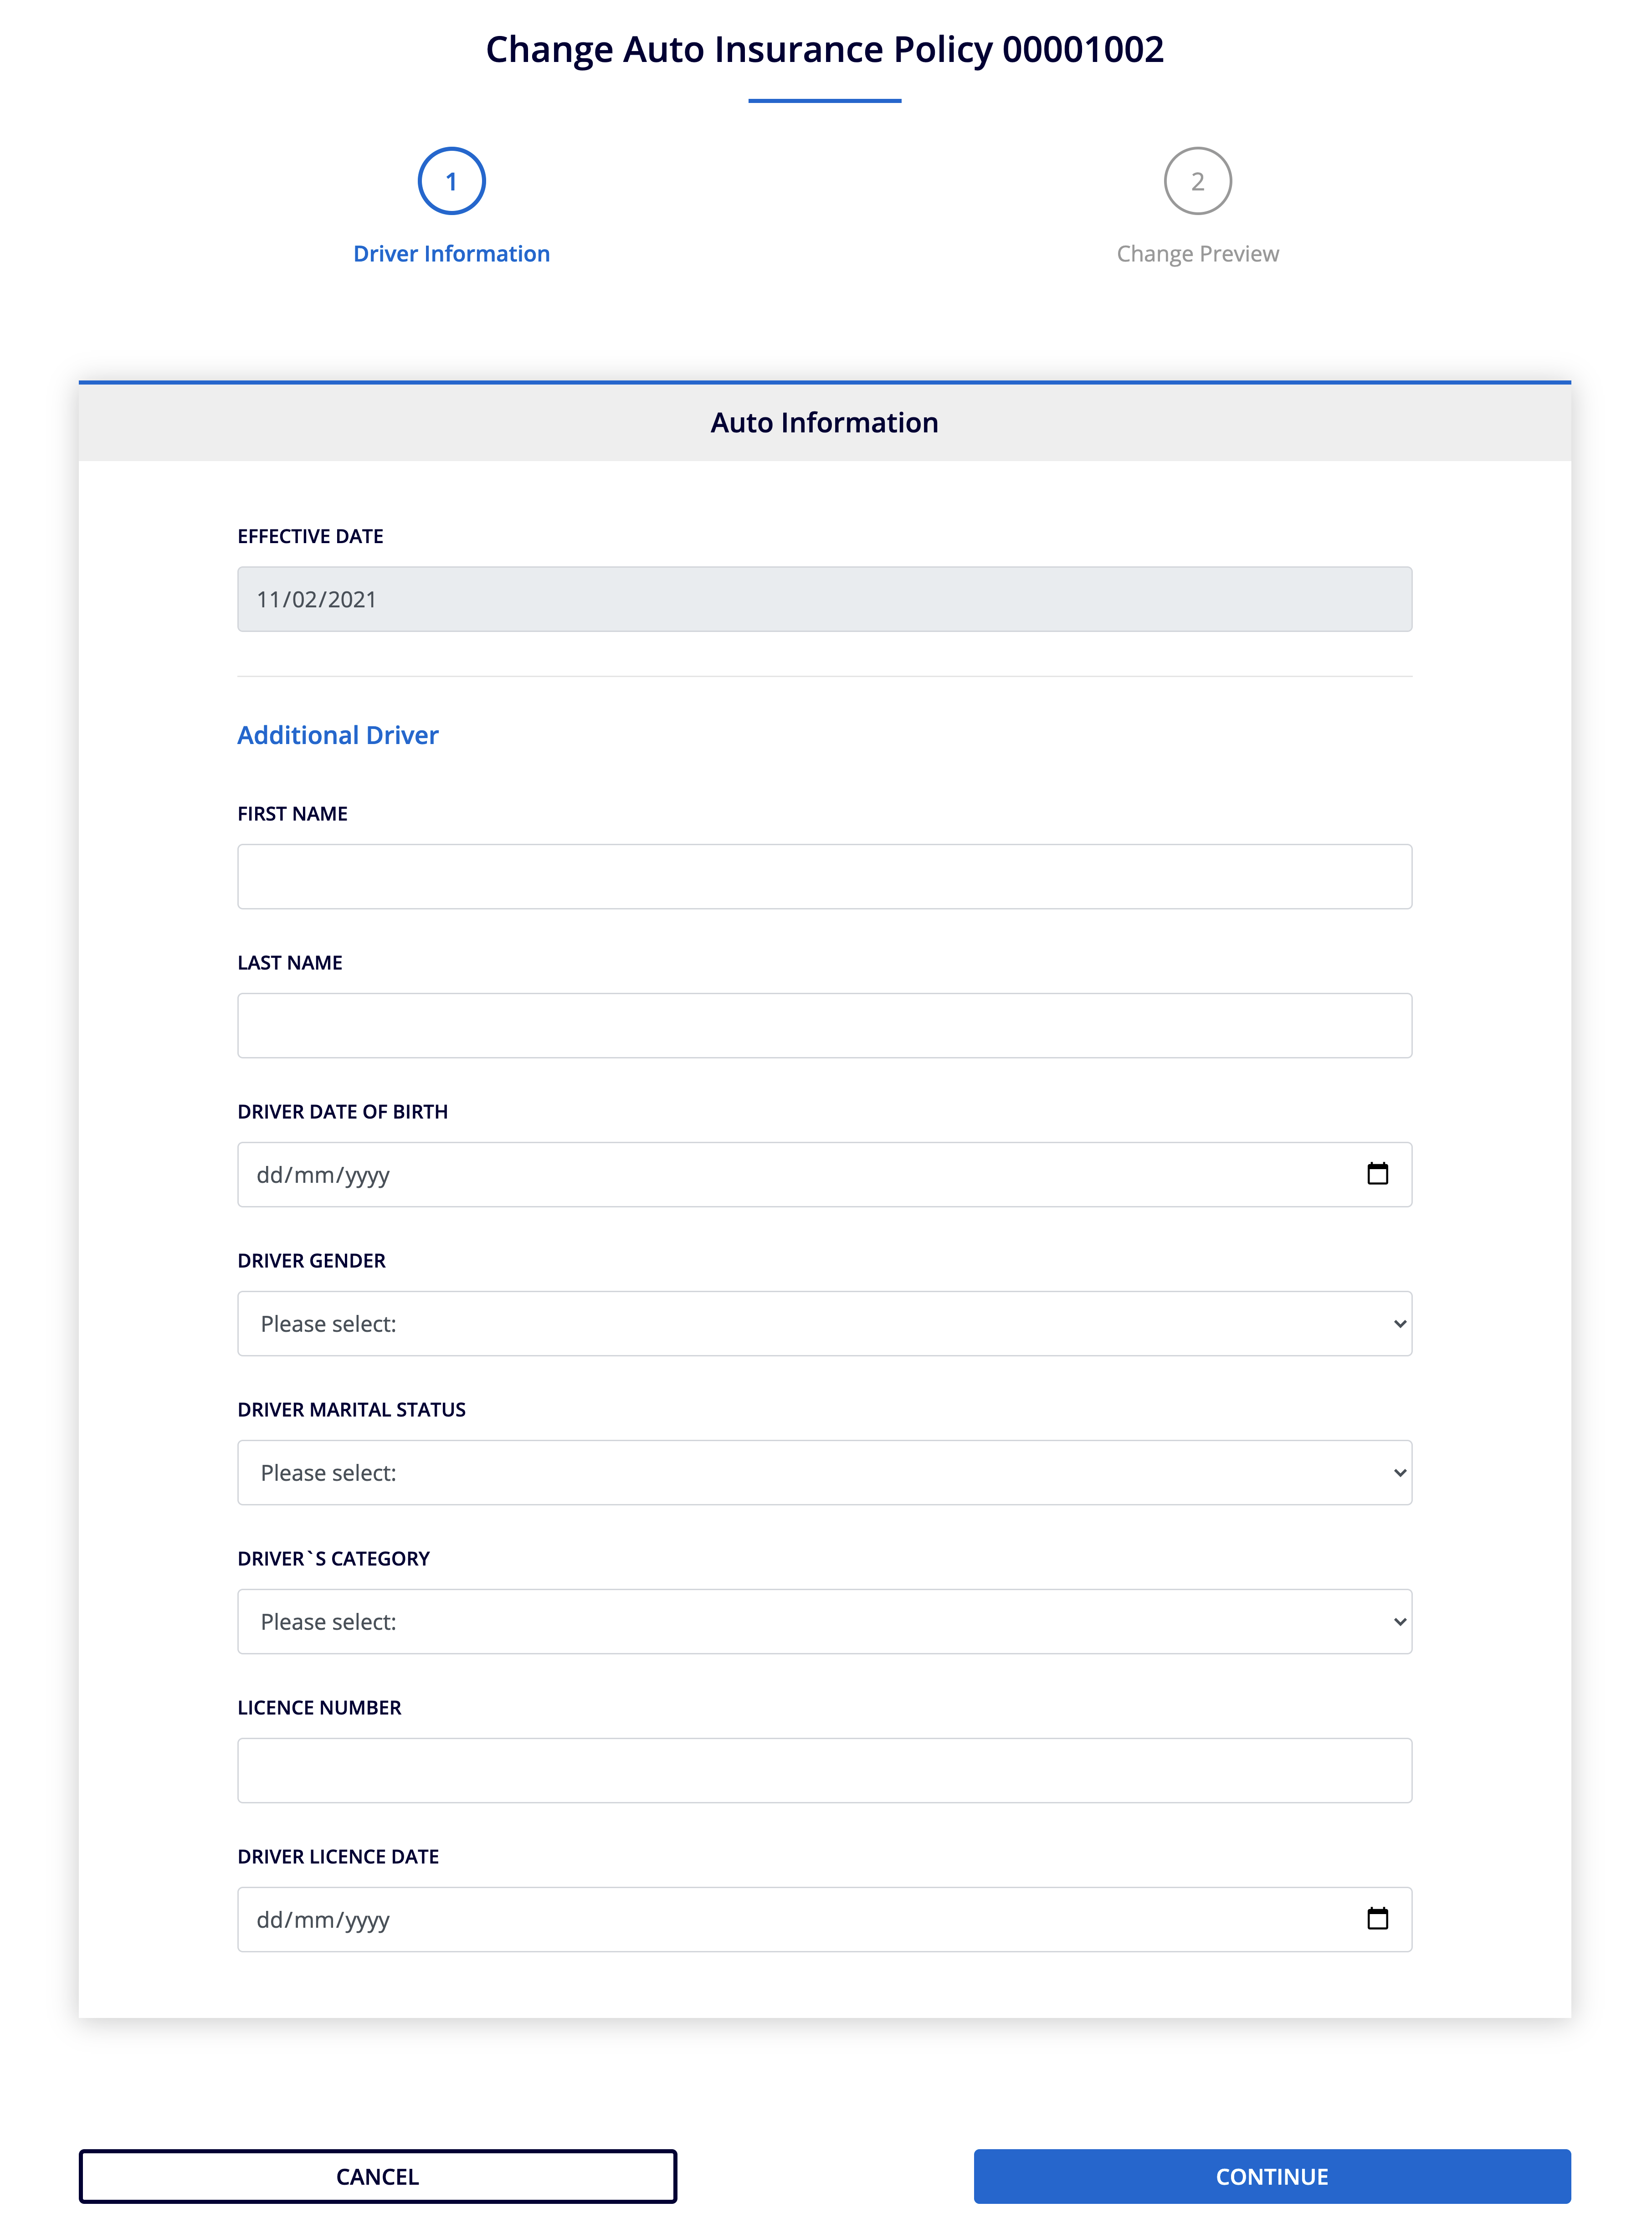 Change Auto Insurance Policy 00001002
1
2
Driver Information
Change Preview
Auto Information
EFFECTIVE DATE
11/02/2021
Additional Driver
FIRST NAME
LAST NAME
DRIVER DATE OF BIRTH
dd/mm/yyyy
DRIVER GENDER
Please select:
DRIVER MARITAL STATUS
Please select:
DRIVER`S CATEGORY
Please select:
LICENCE NUMBER
DRIVER LICENCE DATE
dd/mm/yyyy
CANCEL
CONTINUE